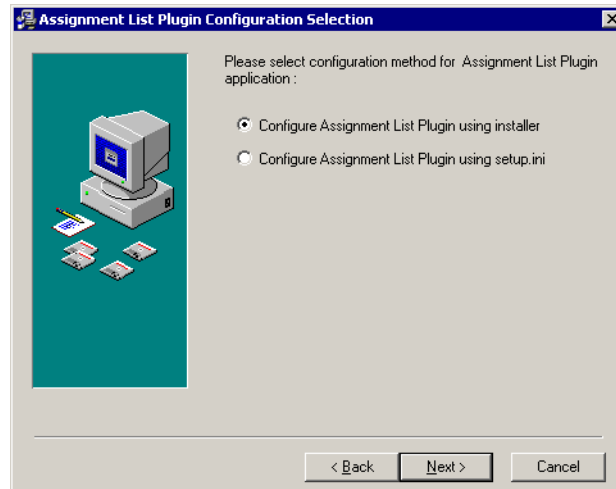 Assignment List Plugin Configuration Selection
Please select configuration method for Assignment List Plugin
application :
Configure Assignment List Plugin using installer
Configure Assignment List Plugin using setup.ini
< Back Next > Cancel